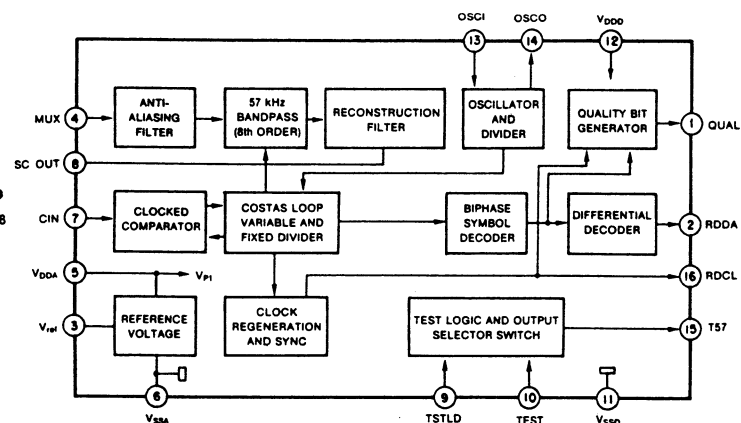 OSCI OSCO VDDD
13 14 12
MUX 4 ANTI-ALIASING FILTER
57 kHz BANDPASS (8th ORDER)
RECONSTRUCTION FILTER
OSCILLATOR AND DIVIDER
QUALITY BIT GENERATOR
1 QUAL
SC OUT 8
CIN 7 CLOCKED COMPARATOR
COSTAS LOOP VARIABLE AND FIXED DIVIDER
BIPHASE SYMBOL DECODER
DIFFERENTIAL DECODER
2 RDDA
VDDA 5 VP1
16 RDCL
Vref 3 REFERENCE VOLTAGE
CLOCK REGENERATION AND SYNC
TEST LOGIC AND OUTPUT SELECTOR SWITCH
15 T57
6 9 10 11
VSSA TSTLD TEST VSSD